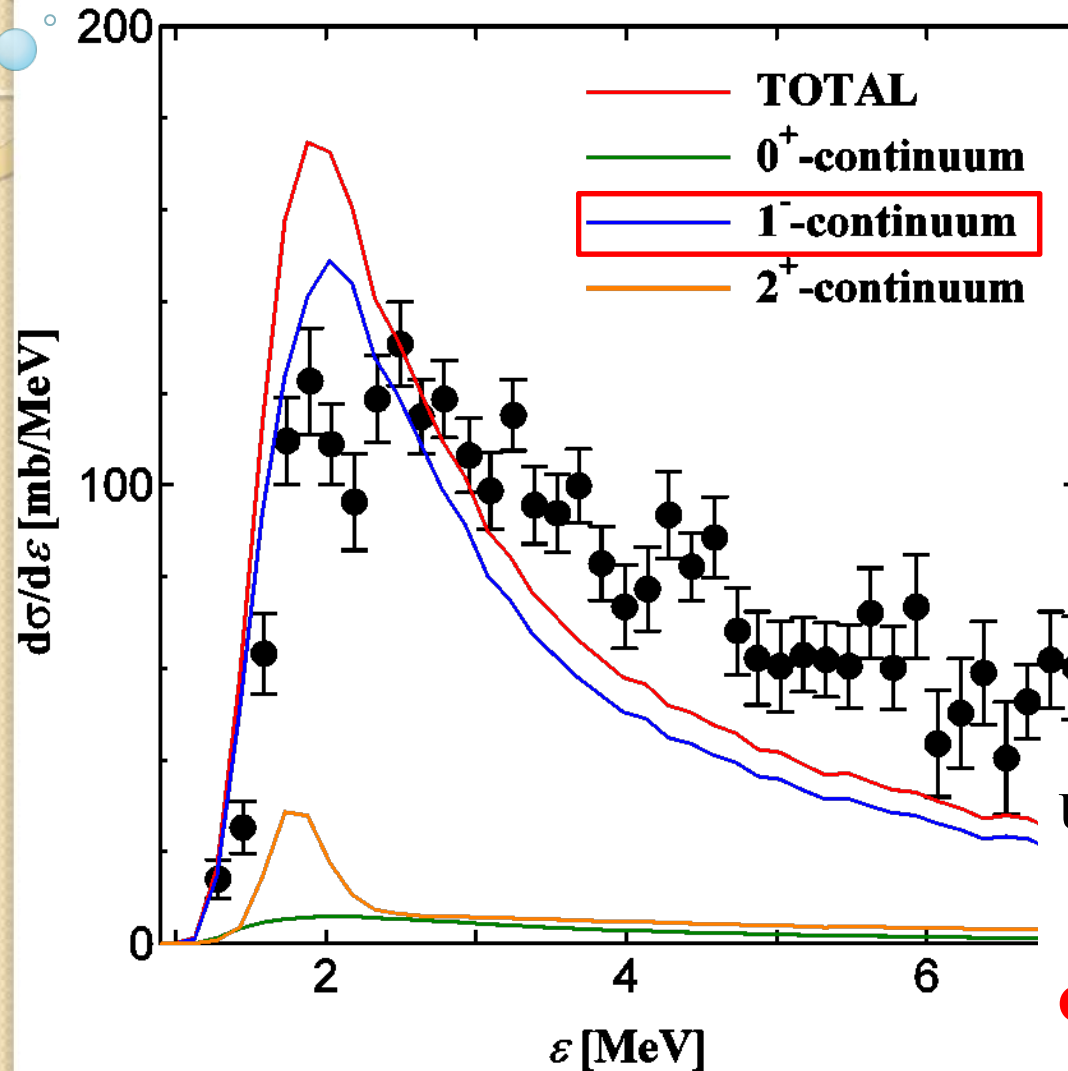 200
TOTAL
0⁺-continuum
1⁻-continuum
2⁺-continuum
dσ/dε [mb/MeV]
100
0
2 4 6
ε [MeV]